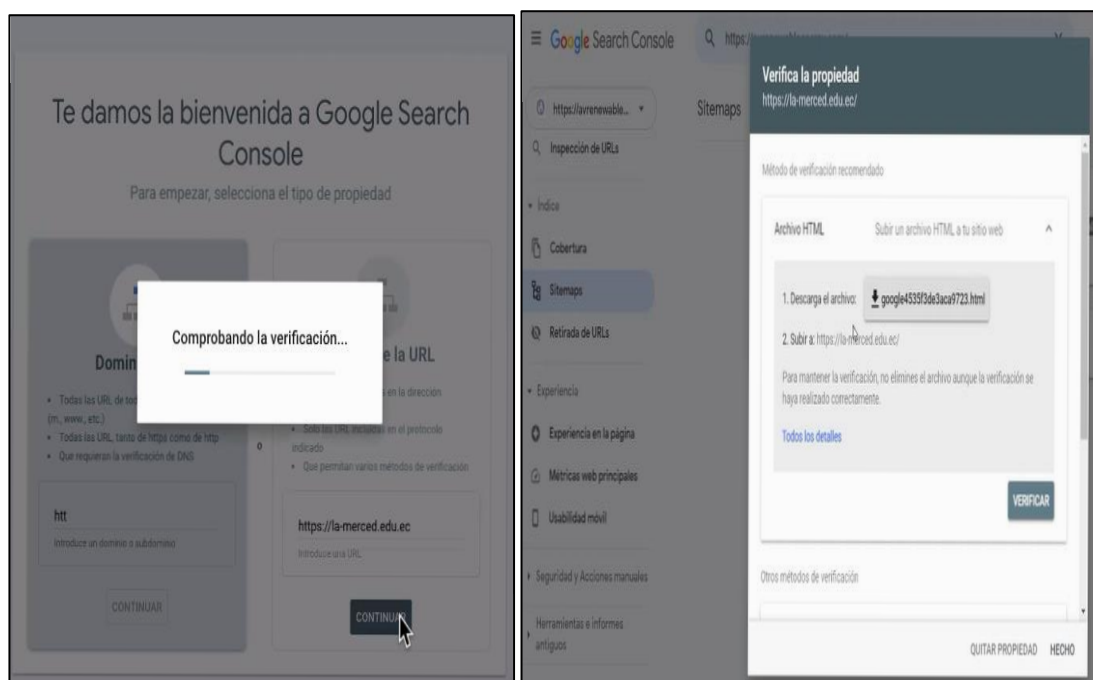 Te damos la bienvenida a Google Search
Console
Para empezar, selecciona el tipo de propiedad
Comprobando la verificación...
Domin
Todas las URL de tod
(m., www., etc.)
Todas las URL, tanto de https como de http
Que requieran la verificación de DNS
htt
Introduce un dominio o subdominio
CONTINUAR
o
e la URL
en la dirección
Solo las URL incluidas en el protocolo
indicado
Que permitan varios métodos de verificación
https://la-merced.edu.ec
Introduce una URL
CONTINUAR
Google Search Console
https:/
https://avrenewable...
Inspección de URLs
Índice
Cobertura
Sitemaps
Retirada de URLs
Experiencia
Experiencia en la página
Métricas web principales
Usabilidad móvil
Seguridad y Acciones manuales
Herramientas e informes
antiguos
Sitemaps
Verifica la propiedad
https://la-merced.edu.ec/
Método de verificación recomendado
Archivo HTML Subir un archivo HTML a tu sitio web
1. Descarga el archivo: google4535f3de3aca9723.html
2. Subir a: https://la-merced.edu.ec/
Para mantener la verificación, no elimines el archivo aunque la verificación se
haya realizado correctamente.
Todos los detalles
VERIFICAR
Otros métodos de verificación
QUITAR PROPIEDAD HECHO